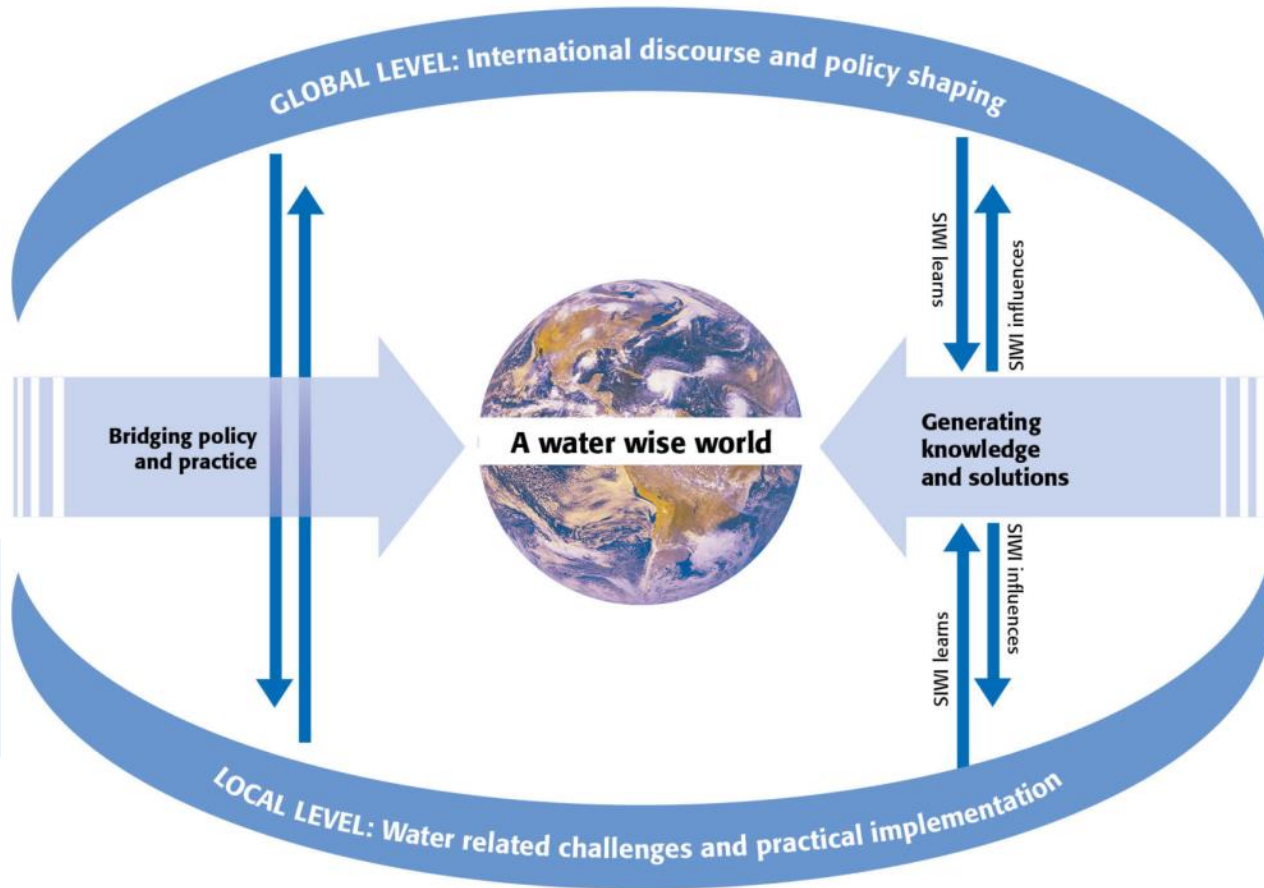 GLOBAL LEVEL: International discourse and policy shaping
SIWI learns
SIWI influences
Bridging policy
and practice
A water wise world
Generating
knowledge
and solutions
SIWI learns
SIWI influences
LOCAL LEVEL: Water related challenges and practical implementation